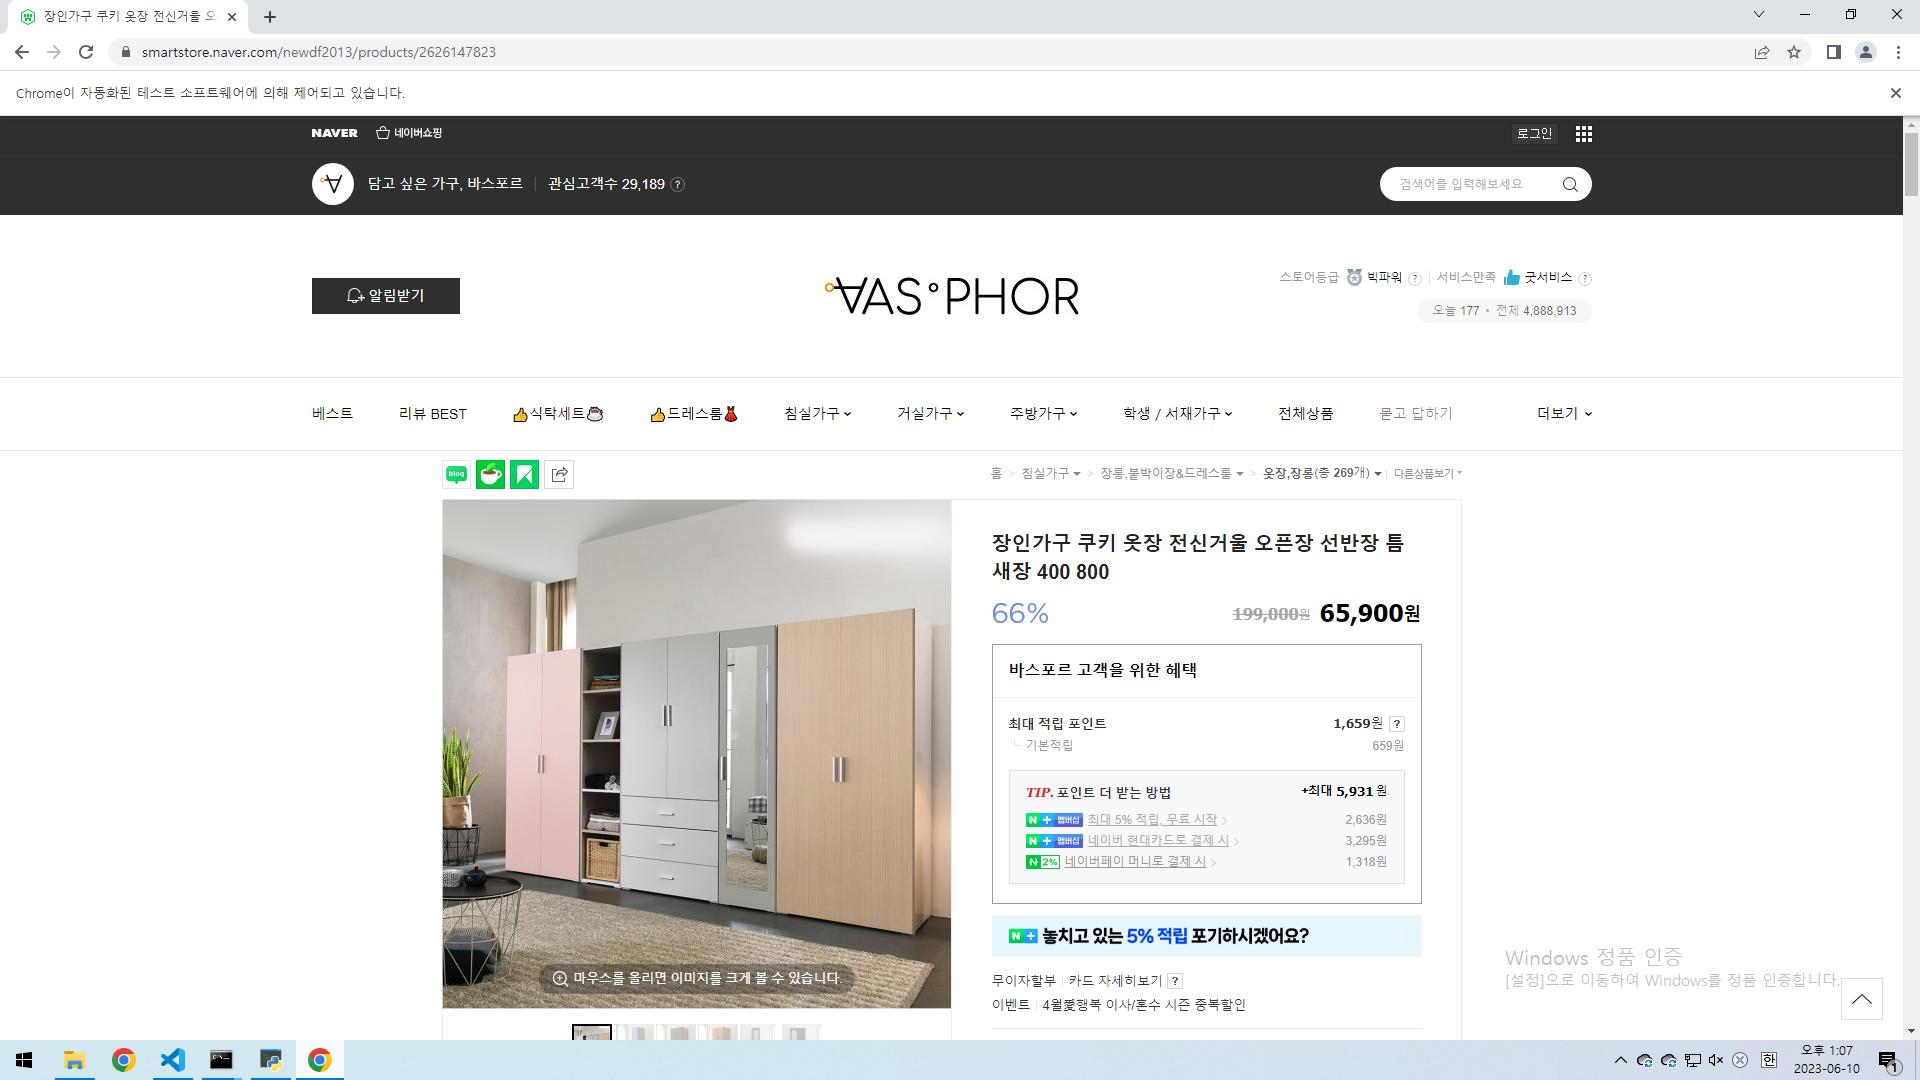 장인가구 쿠키 옷장 전신거울 오
smartstore.naver.com/newdf2013/products/2626147823
Chrome이 자동화된 테스트 소프트웨어에 의해 제어되고 있습니다.
NAVER 네이버쇼핑 로그인
담고 싶은 가구, 바스포르 관심고객수 29,189 ? 검색어를 입력해보세요
알림받기
VAS°PHOR
스토어등급 빅파워 ? 서비스만족 굿서비스 ?
오늘 177 • 전체 4,888,913
베스트 리뷰 BEST 👍식탁세트☕ 👍드레스룸 침실가구 거실가구 주방가구 학생 / 서재가구 전체상품 묻고 답하기 더보기
blog
홈 > 침실가구 > 장롱,붙박이장&드레스룸 > 옷장,장롱(총 269개) 다른상품보기
장인가구 쿠키 옷장 전신거울 오픈장 선반장 틈
새장 400 800
66% 199,000원 65,900원
바스포르 고객을 위한 혜택
최대 적립 포인트 1,659원 ?
기본적립 659원
TIP. 포인트 더 받는 방법 +최대 5,931 원
N + 멤버십 최대 5% 적립, 무료 시작 > 2,636원
N + 멤버십 네이버 현대카드로 결제 시 > 3,295원
N 2% 네이버페이 머니로 결제 시 > 1,318원
N + 놓치고 있는 5% 적립 포기하시겠어요?
마우스를 올리면 이미지를 크게 볼 수 있습니다.
무이자할부 카드 자세히보기 ?
이벤트 4월愛행복 이사/혼수 시즌 중복할인
Windows 정품 인증
[설정]으로 이동하여 Windows를 정품 인증합니다.
한
오후 1:07
2023-06-10
1